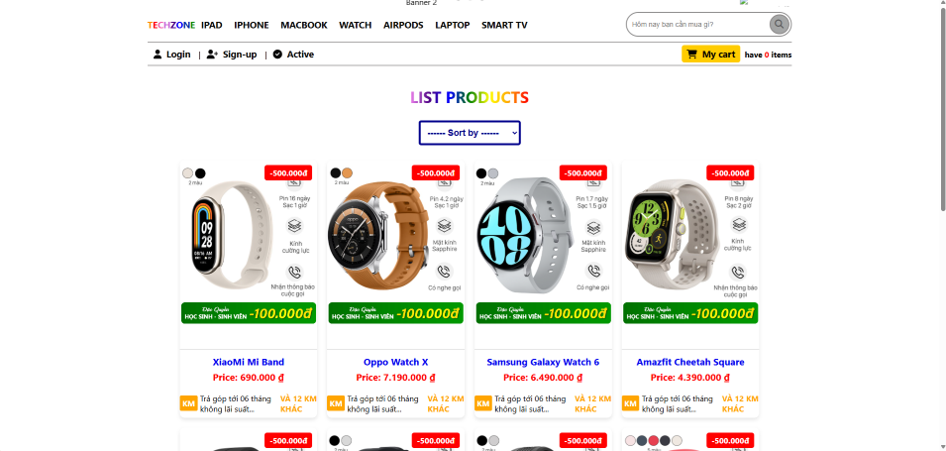 Banner 2
TECHZONE IPAD IPHONE MACBOOK WATCH AIRPODS LAPTOP SMART TV
Hôm nay bạn cần mua gì?
Login | Sign-up | Active
My cart have 0 items
LIST PRODUCTS
------ Sort by ------
-500.000đ
2 màu
Pin 16 ngày
Sạc 1 giờ
Kính
cường lực
Nhận thông báo
cuộc gọi
Đặc Quyền
HỌC SINH - SINH VIÊN -100.000đ
XiaoMi Mi Band
Price: 690.000 ₫
KM Trả góp tới 06 tháng
không lãi suất...
VÀ 12 KM
KHÁC
-500.000đ
2 màu
Pin 4.2 ngày
Sạc 1 giờ
Mặt kính
Sapphire
Có nghe gọi
Đặc Quyền
HỌC SINH - SINH VIÊN -100.000đ
Oppo Watch X
Price: 7.190.000 ₫
KM Trả góp tới 06 tháng
không lãi suất...
VÀ 12 KM
KHÁC
-500.000đ
2 màu
Pin 1.7 ngày
Sạc 1.5 giờ
Mặt kính
Sapphire
Có nghe gọi
Đặc Quyền
HỌC SINH - SINH VIÊN -100.000đ
Samsung Galaxy Watch 6
Price: 6.490.000 ₫
KM Trả góp tới 06 tháng
không lãi suất...
VÀ 12 KM
KHÁC
-500.000đ
Pin 8 ngày
Sạc 2 giờ
Kính
cường lực
Nhận thông báo
cuộc gọi
Đặc Quyền
HỌC SINH - SINH VIÊN -100.000đ
Amazfit Cheetah Square
Price: 4.390.000 ₫
KM Trả góp tới 06 tháng
không lãi suất...
VÀ 12 KM
KHÁC
-500.000đ
2 màu
-500.000đ
2 màu
-500.000đ
2 màu
-500.000đ
5 màu